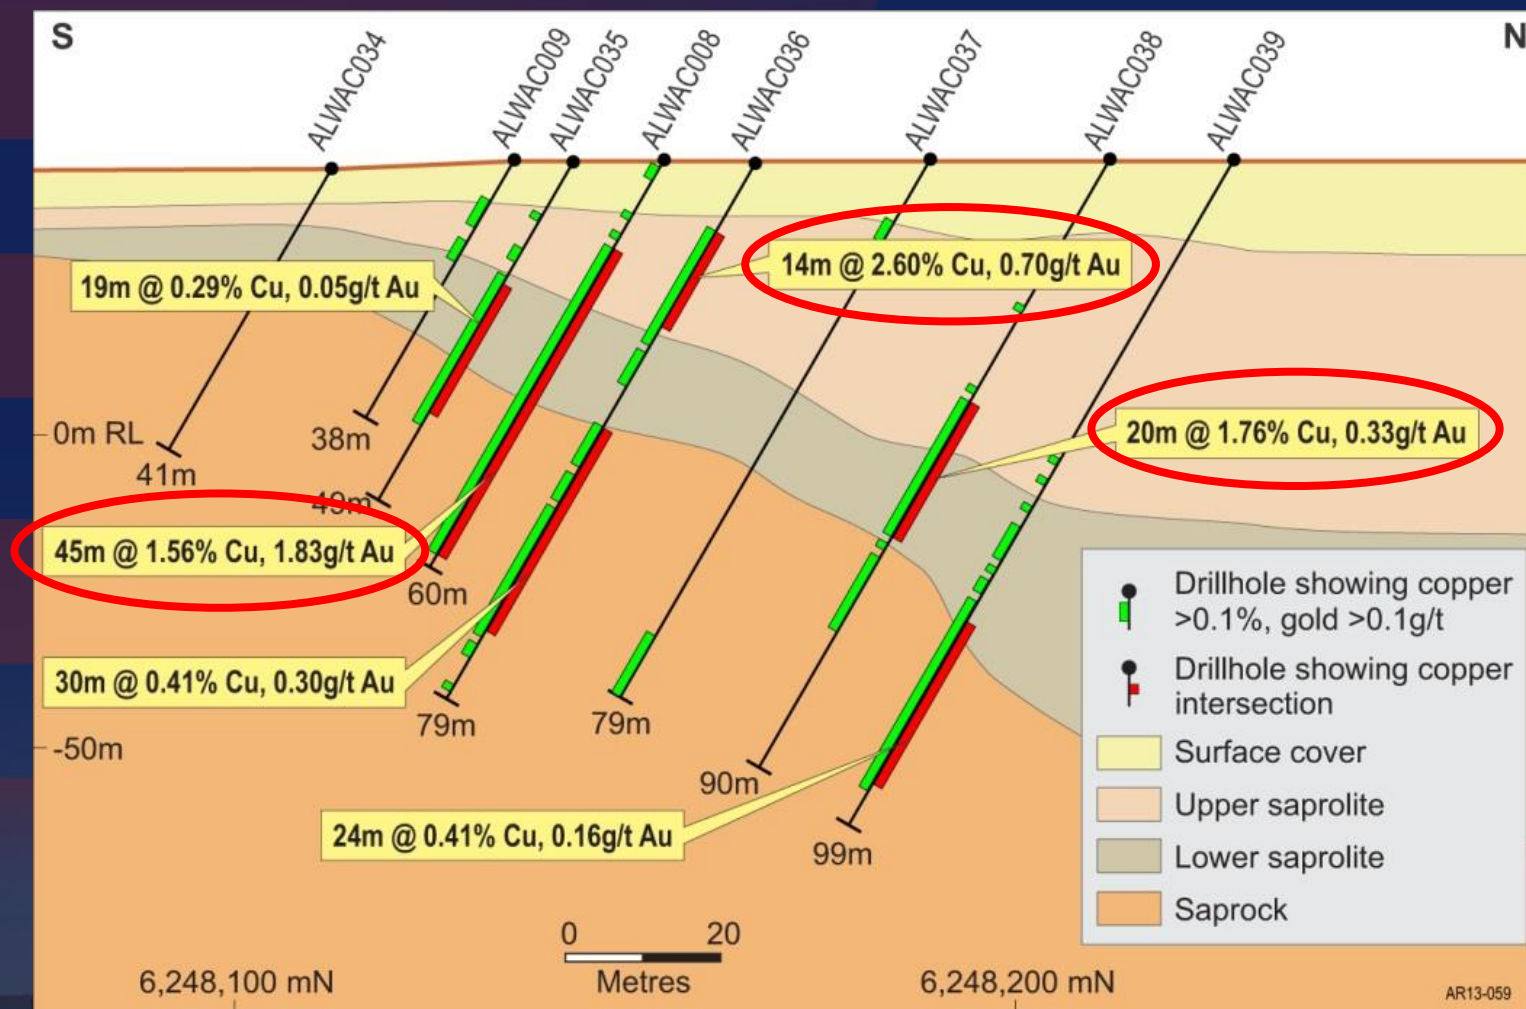 S
N
ALWAC034
ALWAC009
ALWAC035
ALWAC008
ALWAC036
ALWAC037
ALWAC038
ALWAC039
14m @ 2.60% Cu, 0.70g/t Au
19m @ 0.29% Cu, 0.05g/t Au
0m RL
38m
20m @ 1.76% Cu, 0.33g/t Au
41m
49m
45m @ 1.56% Cu, 1.83g/t Au
60m
30m @ 0.41% Cu, 0.30g/t Au
79m
79m
-50m
90m
24m @ 0.41% Cu, 0.16g/t Au
99m
Drillhole showing copper
>0.1%, gold >0.1g/t
Drillhole showing copper
intersection
Surface cover
Upper saprolite
Lower saprolite
Saprock
0 20
Metres
6,248,100 mN
6,248,200 mN
AR13-059